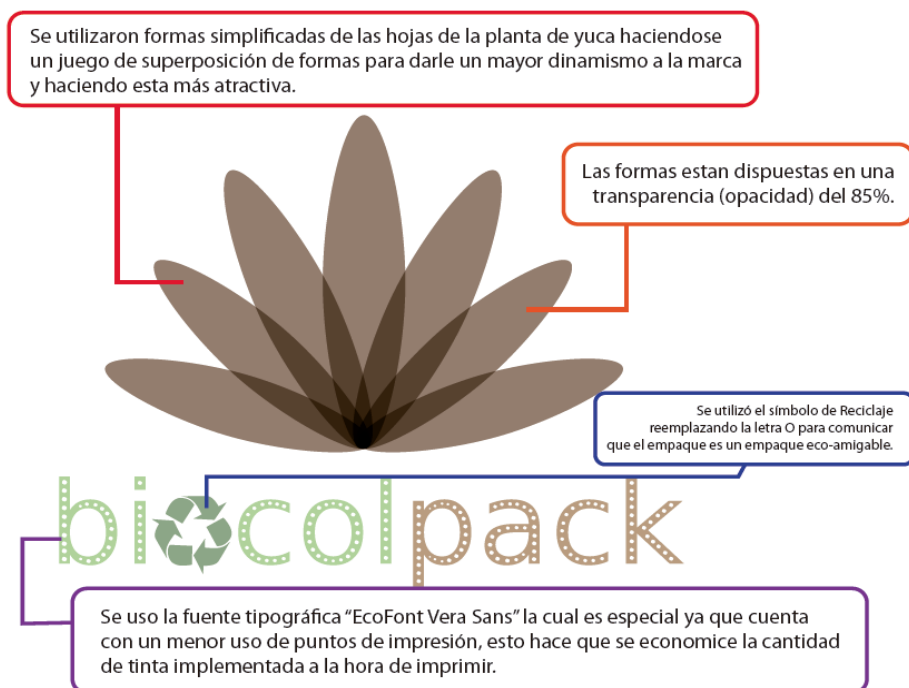 Se utilizaron formas simplificadas de las hojas de la planta de yuca haciendose
un juego de superposición de formas para darle un mayor dinamismo a la marca
y haciendo esta más atractiva.
Las formas estan dispuestas en una
transparencia (opacidad) del 85%.
Se utilizó el símbolo de Reciclaje
reemplazando la letra O para comunicar
que el empaque es un empaque eco-amigable.
bi♻colpack
Se uso la fuente tipográfica “EcoFont Vera Sans” la cual es especial ya que cuenta
con un menor uso de puntos de impresión, esto hace que se economice la cantidad
de tinta implementada a la hora de imprimir.